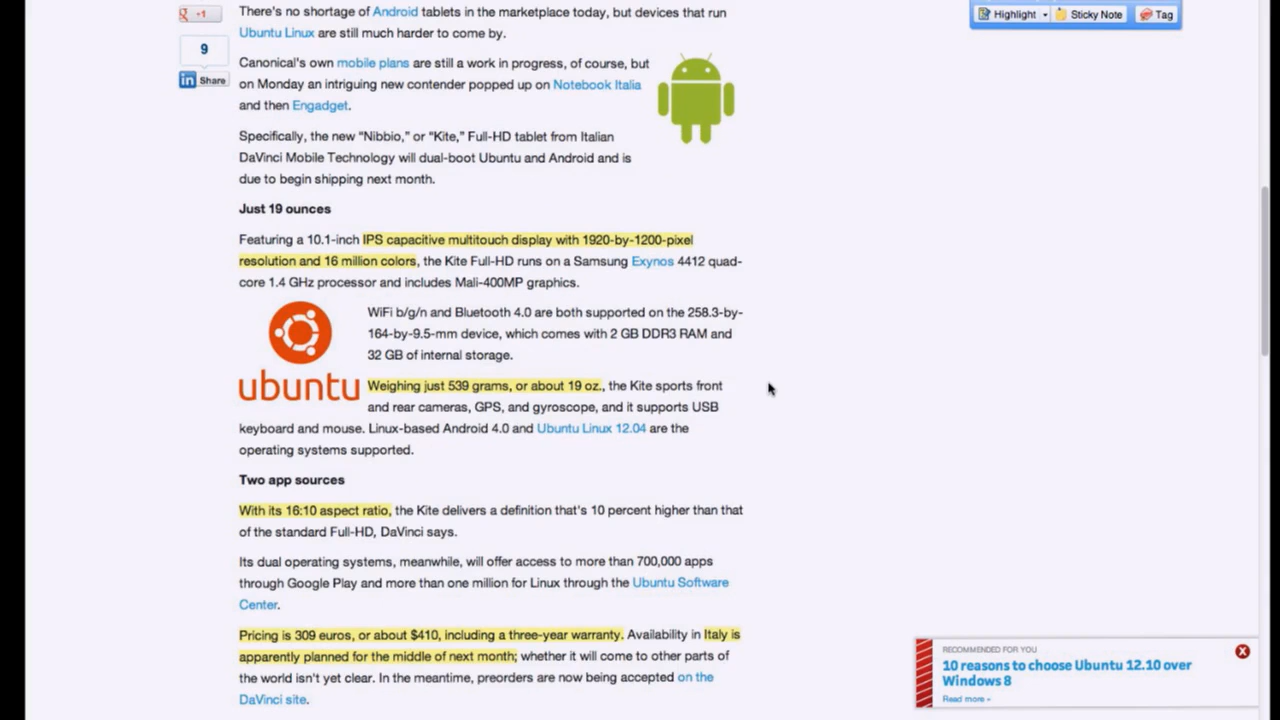 +1
9
in Share
There's no shortage of Android tablets in the marketplace today, but devices that run
Ubuntu Linux are still much harder to come by.
Canonical's own mobile plans are still a work in progress, of course, but
on Monday an intriguing new contender popped up on Notebook Italia
and then Engadget.
Specifically, the new “Nibbio,” or “Kite,” Full-HD tablet from Italian
DaVinci Mobile Technology will dual-boot Ubuntu and Android and is
due to begin shipping next month.
Just 19 ounces
Featuring a 10.1-inch IPS capacitive multitouch display with 1920-by-1200-pixel
resolution and 16 million colors, the Kite Full-HD runs on a Samsung Exynos 4412 quad-
core 1.4 GHz processor and includes Mali-400MP graphics.
ubuntu
WiFi b/g/n and Bluetooth 4.0 are both supported on the 258.3-by-
164-by-9.5-mm device, which comes with 2 GB DDR3 RAM and
32 GB of internal storage.
Weighing just 539 grams, or about 19 oz., the Kite sports front
and rear cameras, GPS, and gyroscope, and it supports USB
keyboard and mouse. Linux-based Android 4.0 and Ubuntu Linux 12.04 are the
operating systems supported.
Two app sources
With its 16:10 aspect ratio, the Kite delivers a definition that's 10 percent higher than that
of the standard Full-HD, DaVinci says.
Its dual operating systems, meanwhile, will offer access to more than 700,000 apps
through Google Play and more than one million for Linux through the Ubuntu Software
Center.
Pricing is 309 euros, or about $410, including a three-year warranty. Availability in Italy is
apparently planned for the middle of next month; whether it will come to other parts of
the world isn't yet clear. In the meantime, preorders are now being accepted on the
DaVinci site.
Highlight Sticky Note Tag
RECOMMENDED FOR YOU
10 reasons to choose Ubuntu 12.10 over
Windows 8
Read more »